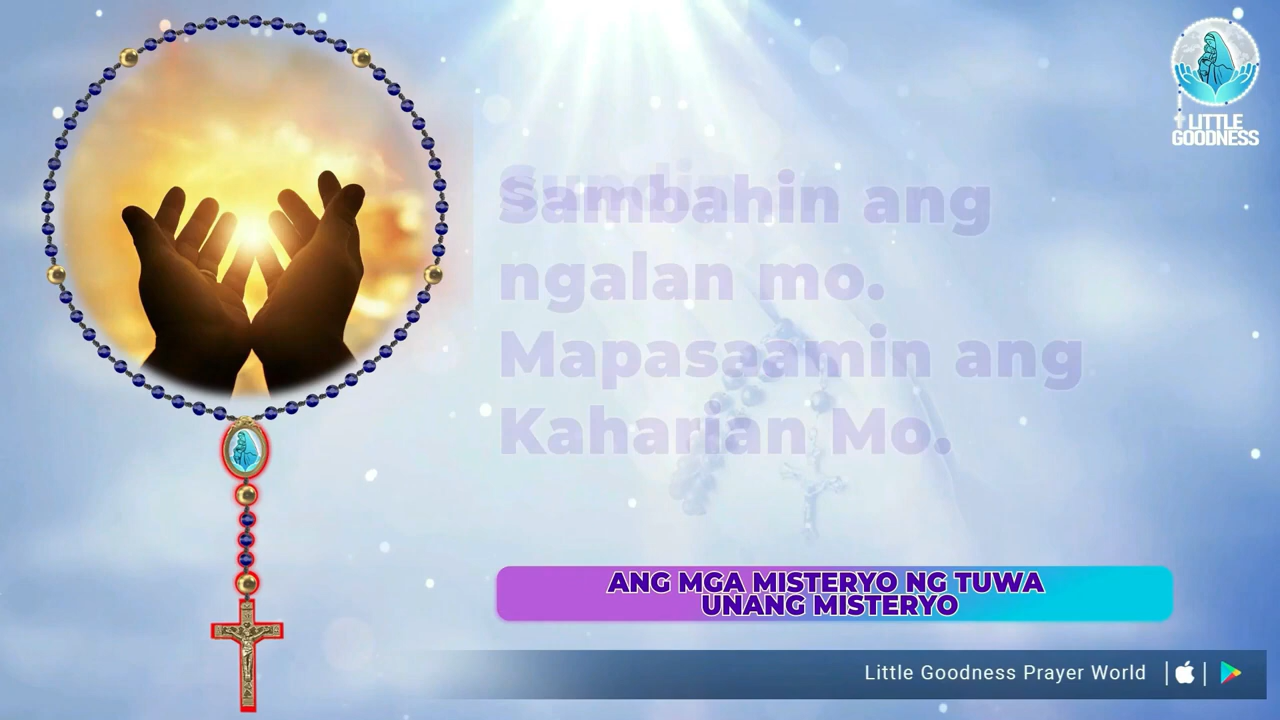 LITTLE
GOODNESS
Sambahin ang
ngalan mo.
Mapasaamin ang
Kaharian Mo.
ANG MGA MISTERYO NG TUWA
UNANG MISTERYO
Little Goodness Prayer World